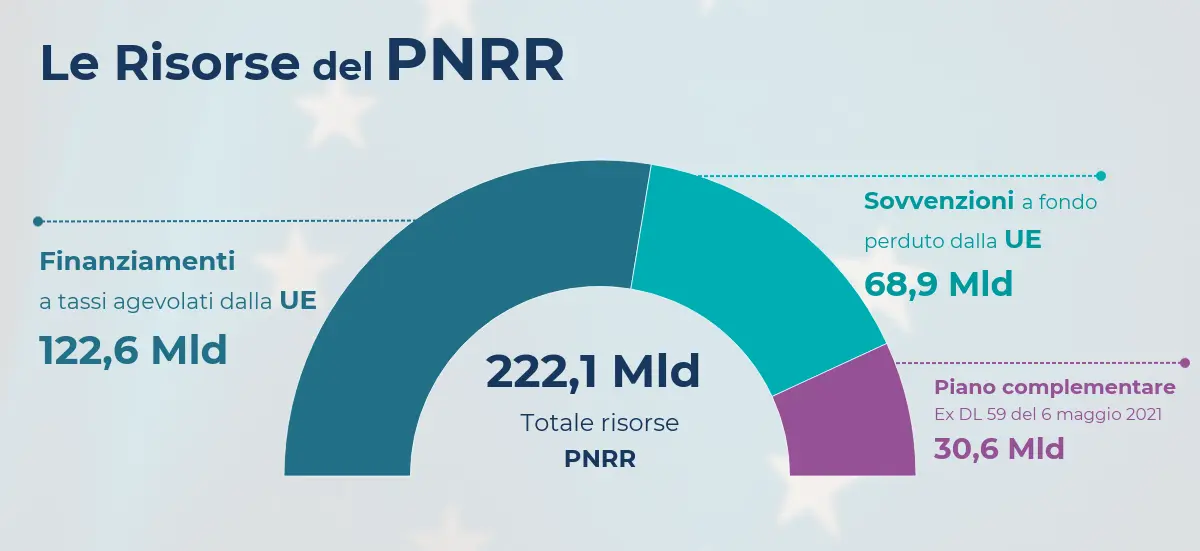 Le Risorse del PNRR
Finanziamenti
a tassi agevolati dalla UE
122,6 Mld
222,1 Mld
Totale risorse
PNRR
Sovvenzioni a fondo
perduto dalla UE
68,9 Mld
Piano complementare
Ex DL 59 del 6 maggio 2021
30,6 Mld